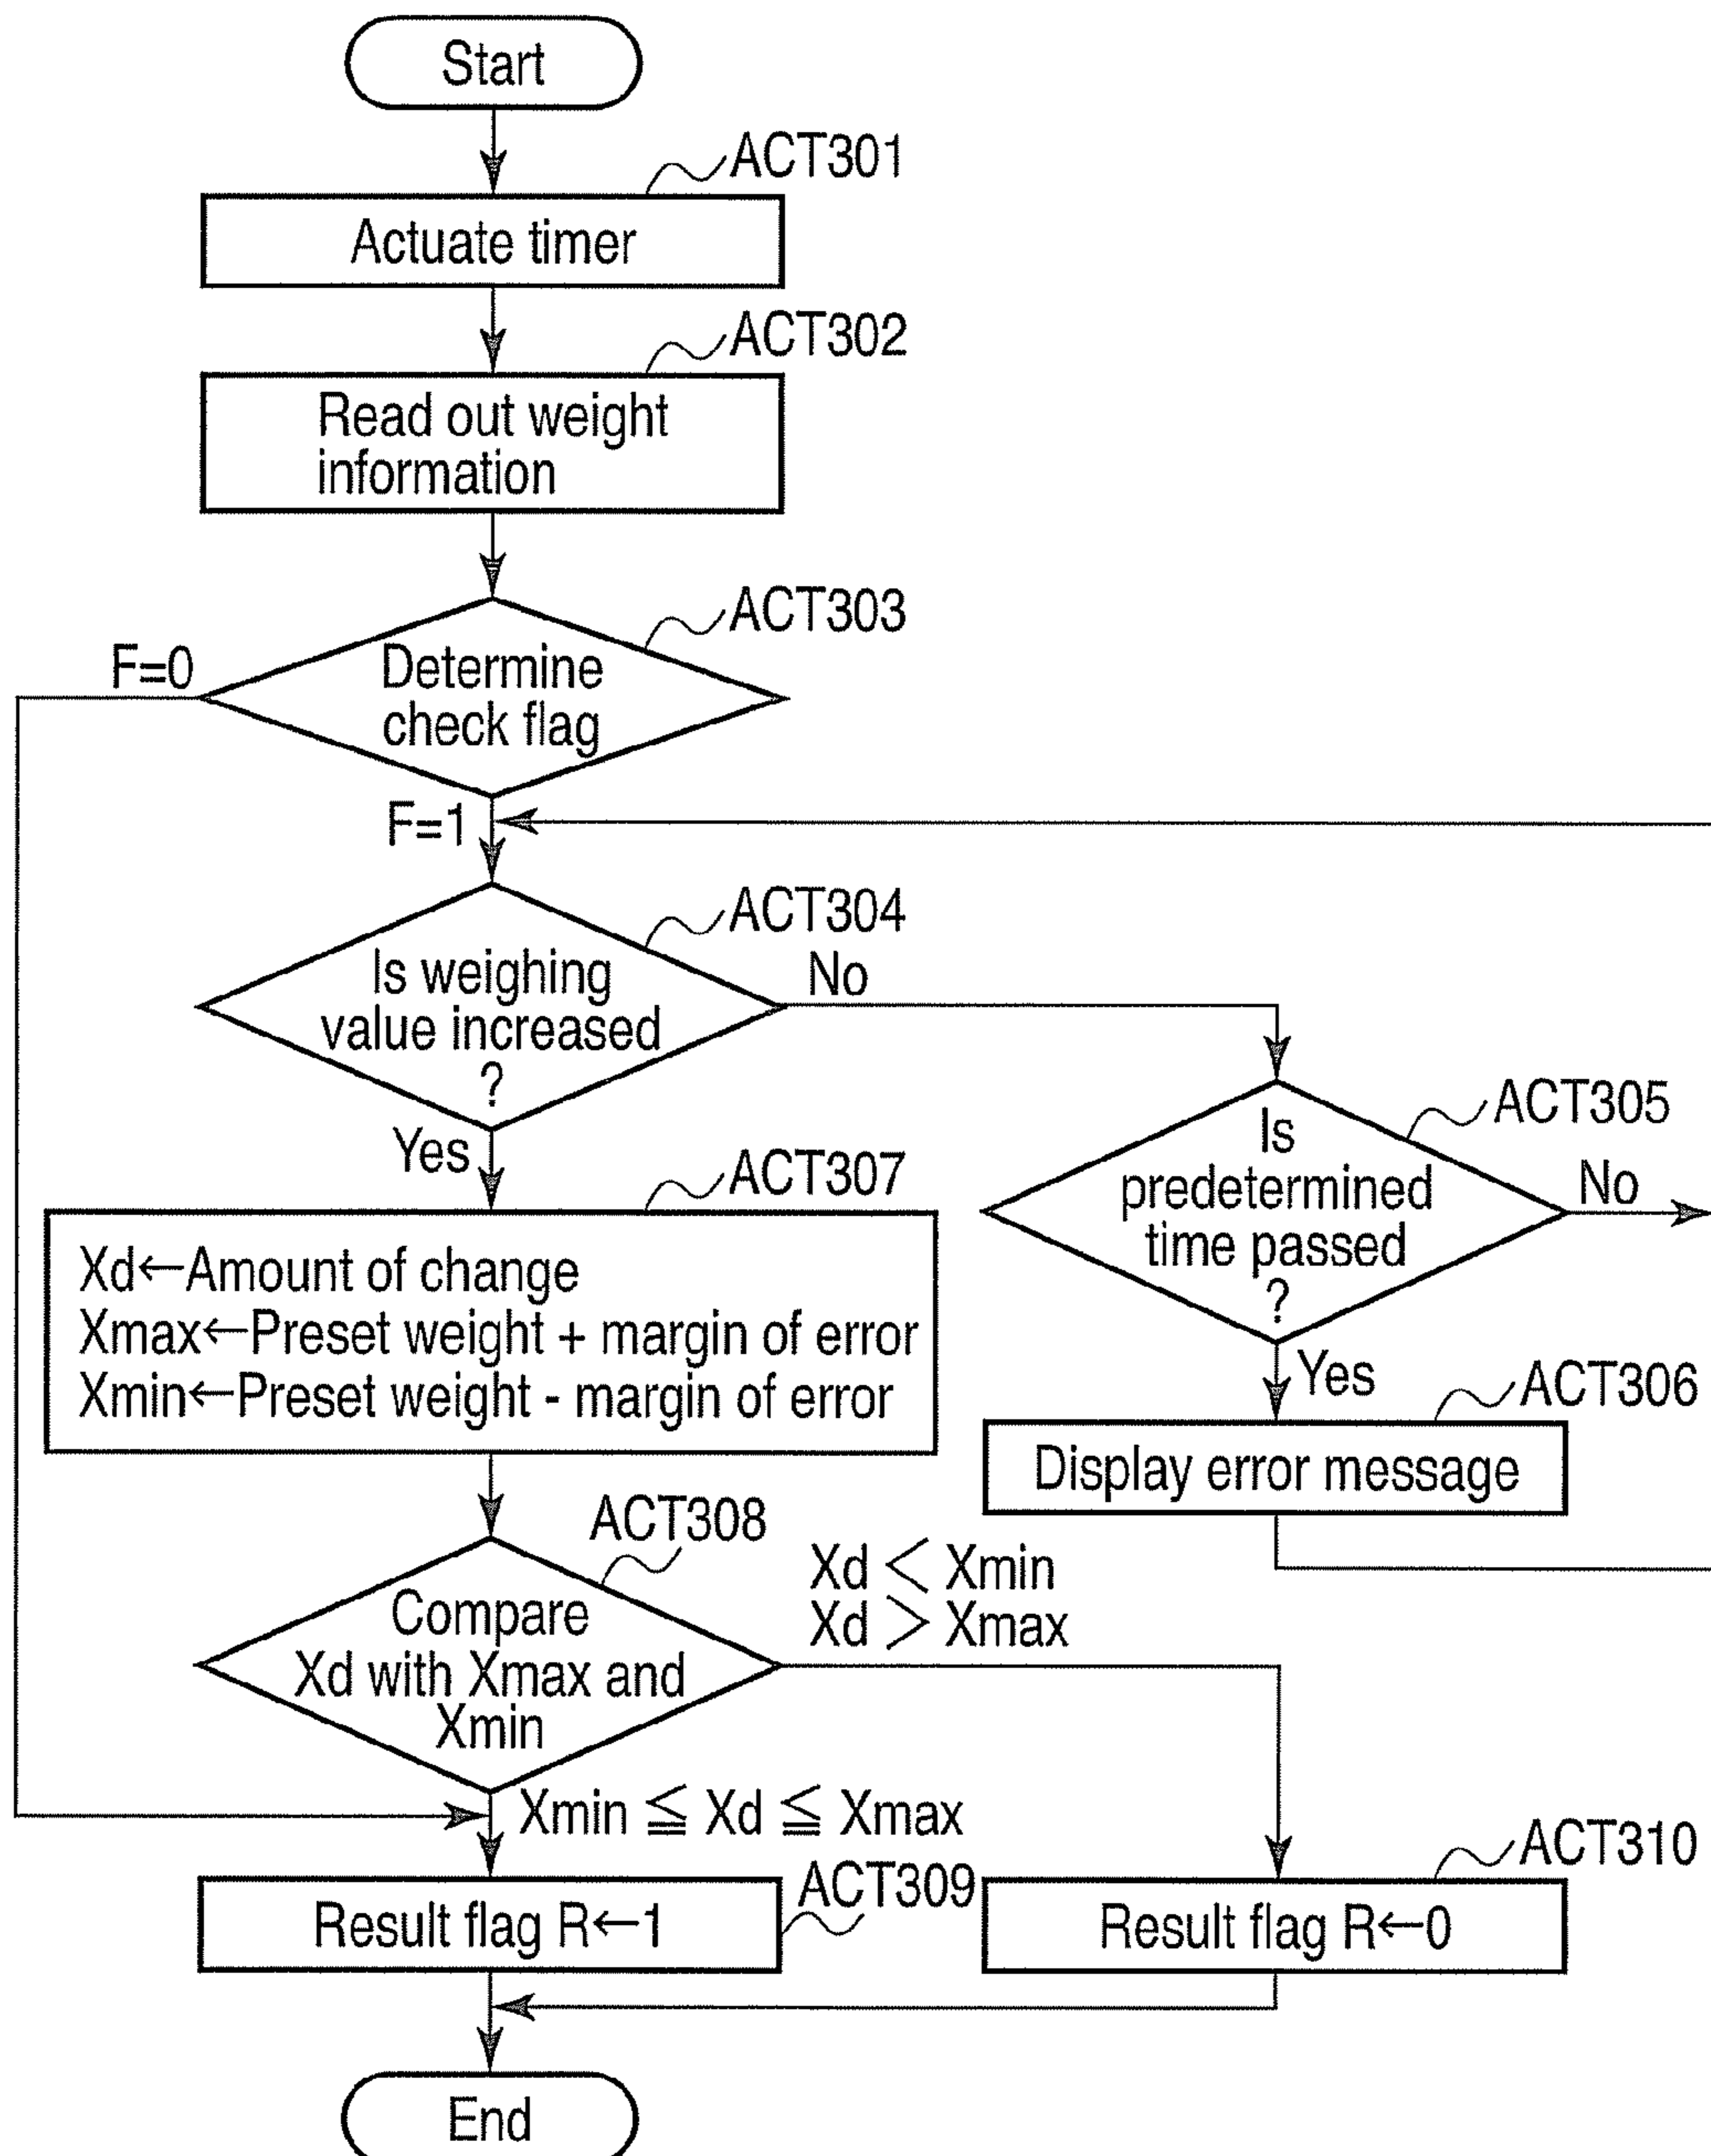 Start
ACT301
Actuate timer
ACT302
Read out weight
information
ACT303
F=0
Determine
check flag
F=1
ACT304
Is weighing
value increased
?
No
Yes
ACT305
Is
predetermined
time passed
?
No
Yes
ACT306
Display error message
ACT307
Xd←Amount of change
Xmax←Preset weight + margin of error
Xmin←Preset weight - margin of error
ACT308
Compare
Xd with Xmax and
Xmin
Xd < Xmin
Xd > Xmax
Xmin ≦ Xd ≦ Xmax
ACT309
Result flag R←1
ACT310
Result flag R←0
End